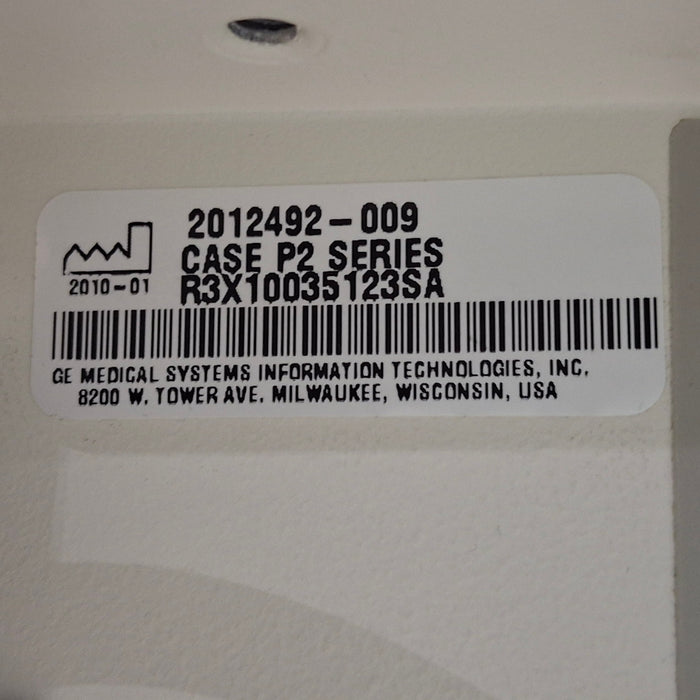 2012492-009
CASE P2 SERIES
2010-01
R3X10035123SA
GE MEDICAL SYSTEMS INFORMATION TECHNOLOGIES, INC.
8200 W. TOWER AVE. MILWAUKEE, WISCONSIN, USA